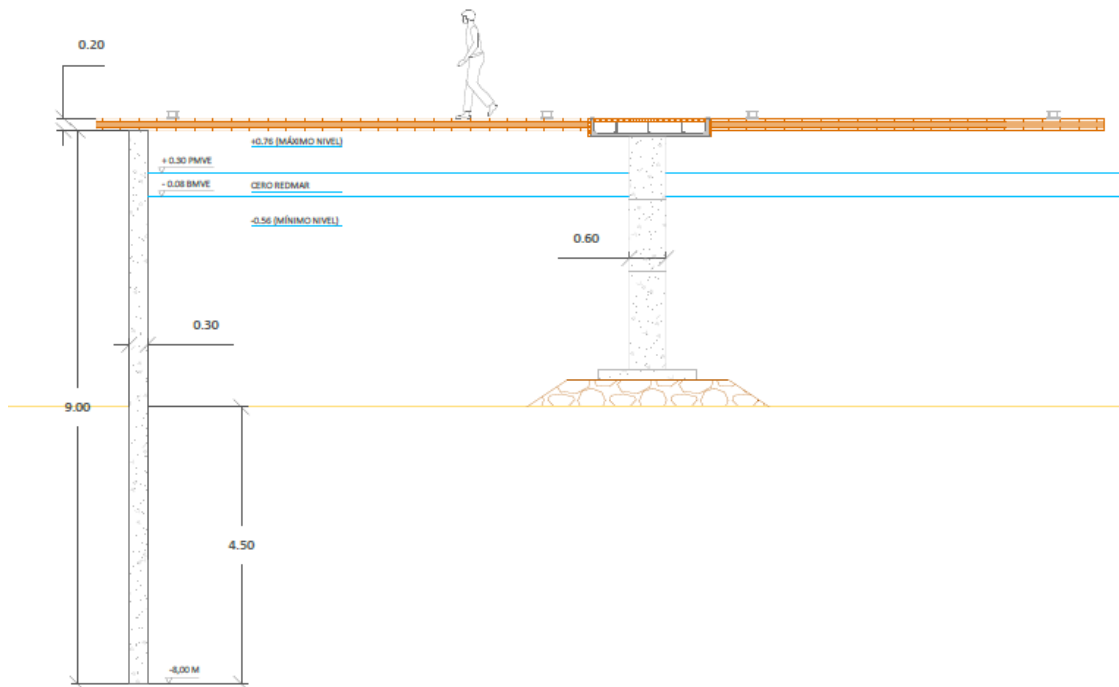 0.20
+0.76 (MÁXIMO NIVEL)
+ 0.30 PMVE
- 0.08 BMVE
CERO REDMAR
-0.56 (MÍNIMO NIVEL)
0.60
0.30
9.00
4.50
-8,00 M